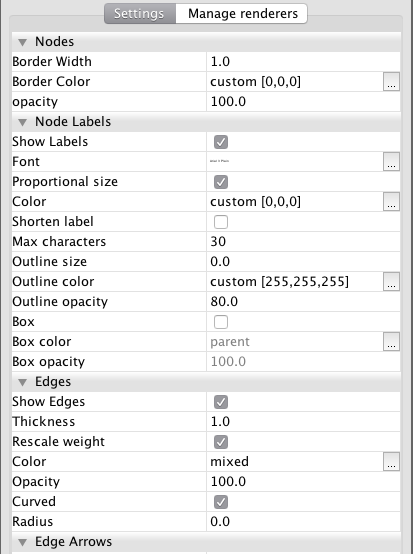 Settings Manage renderers
Nodes
Border Width 1.0
Border Color custom [0,0,0] ...
opacity 100.0
Node Labels
Show Labels
Font ...
Proportional size
Color custom [0,0,0] ...
Shorten label
Max characters 30
Outline size 0.0
Outline color custom [255,255,255] ...
Outline opacity 80.0
Box
Box color parent ...
Box opacity 100.0
Edges
Show Edges
Thickness 1.0
Rescale weight
Color mixed ...
Opacity 100.0
Curved
Radius 0.0
Edge Arrows